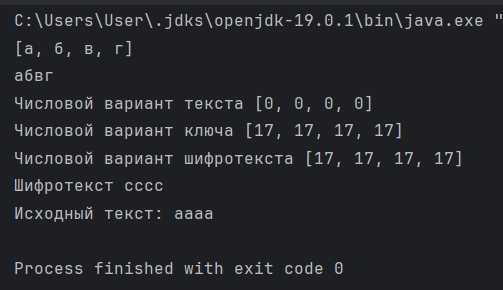 C:\Users\User\.jdks\openjdk-19.0.1\bin\java.exe "
[а, б, в, г]
абвг
Числовой вариант текста [0, 0, 0, 0]
Числовой вариант ключа [17, 17, 17, 17]
Числовой вариант шифротекста [17, 17, 17, 17]
Шифротекст сссс
Исходный текст: аааа
Process finished with exit code 0